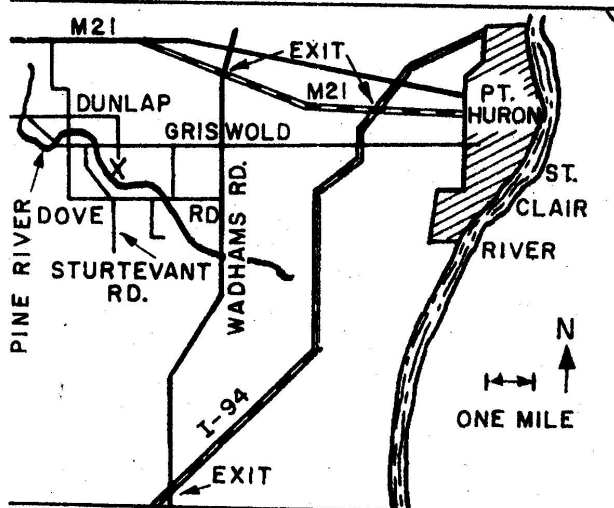 M21
EXIT
M21
DUNLAP
GRISWOLD
PT.
HURON
X
ST.
CLAIR
RIVER
DOVE RD
STURTEVANT
RD.
PINE RIVER
WADHAMS RD.
N
I-94
ONE MILE
EXIT